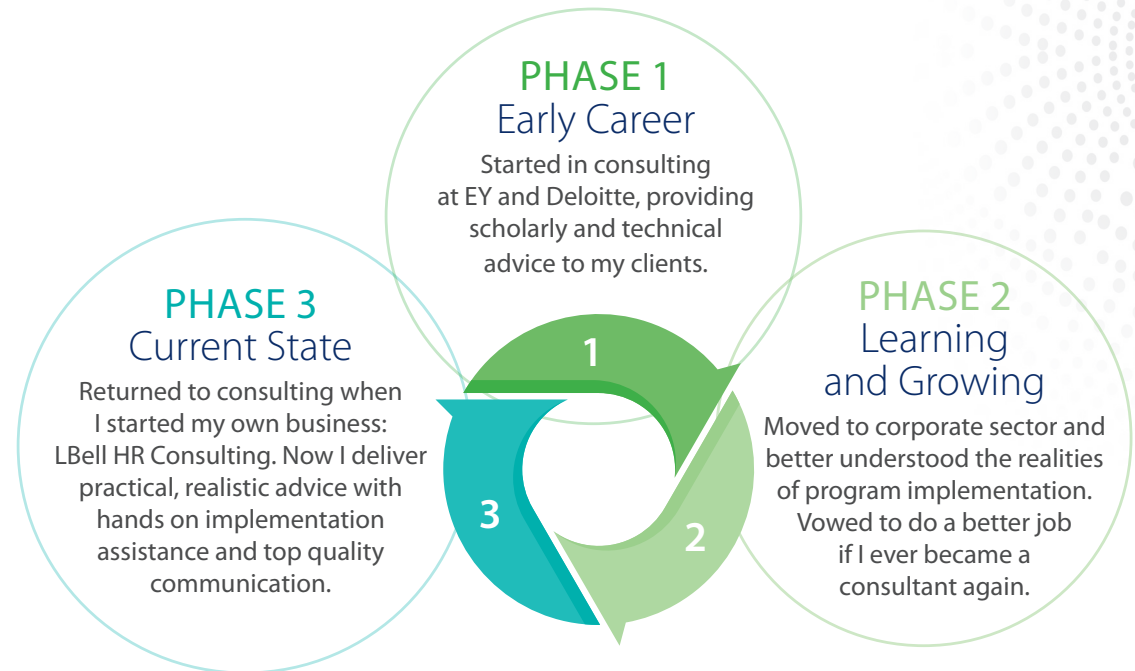 PHASE 1
Early Career
Started in consulting
at EY and Deloitte, providing
scholarly and technical
advice to my clients.
1
PHASE 2
Learning
and Growing
Moved to corporate sector and
better understood the realities
of program implementation.
Vowed to do a better job
if I ever became a
consultant again.
2
PHASE 3
Current State
Returned to consulting when
I started my own business:
LBell HR Consulting. Now I deliver
practical, realistic advice with
hands on implementation
assistance and top quality
communication.
3